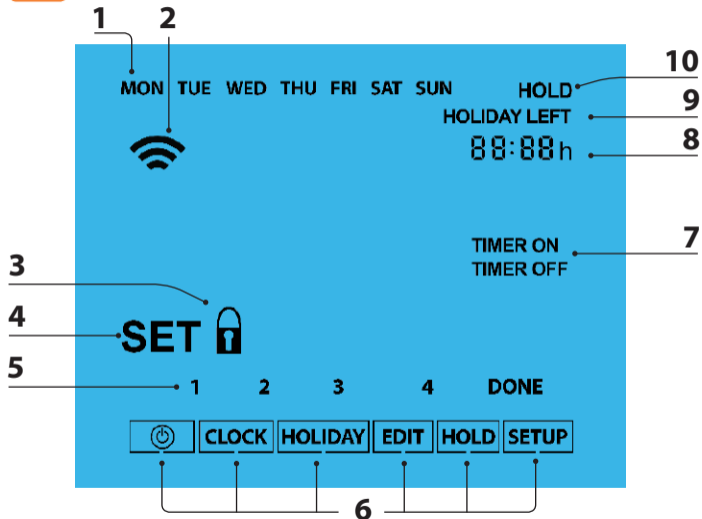 1 2
MON TUE WED THU FRI SAT SUN HOLD 10
HOLIDAY LEFT 9
88:88h 8
TIMER ON 7
TIMER OFF
3
4 SET
5 1 2 3 4 DONE
CLOCK HOLIDAY EDIT HOLD SETUP
6